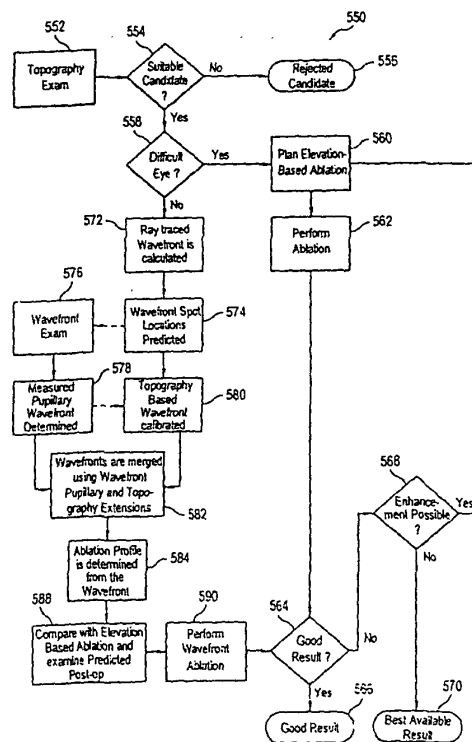 550
552
554
Topography
Exam
Suitable
Candidate
?
No
Rejected
Candidate
556
Yes
558
Difficult
Eye ?
Yes
560
Plan Elevation-
Based Ablation
No
562
572
Ray traced
Wavefront is
calculated
Perform
Ablation
576
Wavefront
Exam
Wavefront Spot
Locations
Predicted
574
578
Measured
Pupillary
Wavefront
Determined
Topography
Based
Wavefront
calibrated
580
Wavefronts are merged
using Wavefront
Pupillary and Topo-
graphy Extensions
582
568
Enhance-
ment Possible
?
Yes
No
Ablation Profile
is determined
from the
Wavefront
584
588
590
564
Compare with Elevation
Based Ablation and
examine Predicted
Post-op
Perform
Wavefront
Ablation
Good
Result ?
No
Yes
566
570
Good Result
Best Available
Result